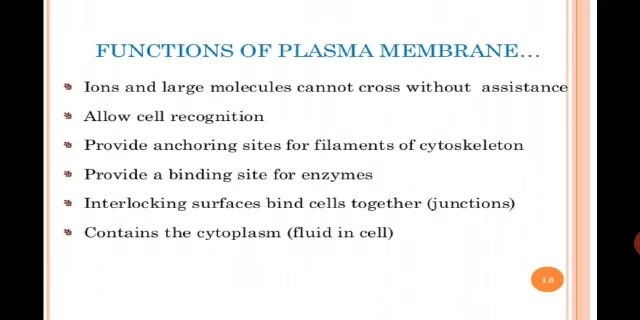 FUNCTIONS OF PLASMA MEMBRANE...
Ions and large molecules cannot cross without assistance
Allow cell recognition
Provide anchoring sites for filaments of cytoskeleton
Provide a binding site for enzymes
Interlocking surfaces bind cells together (junctions)
Contains the cytoplasm (fluid in cell)
18